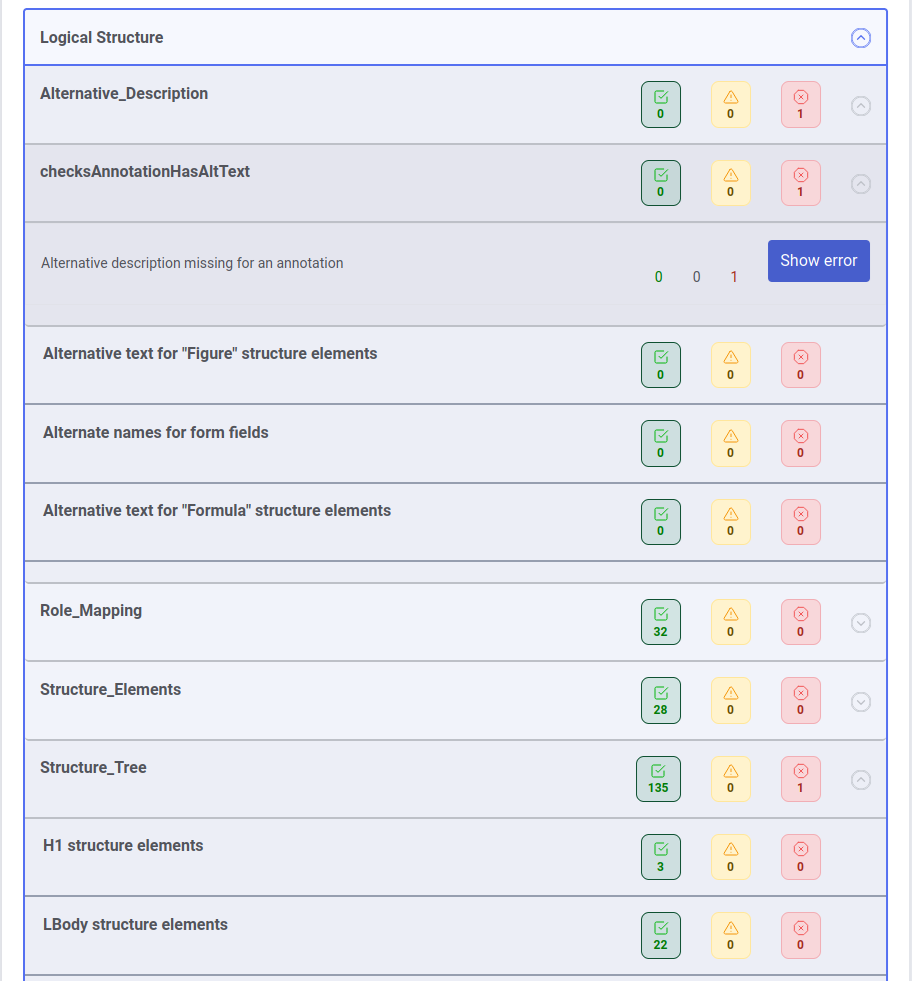 Logical Structure
Alternative_Description
0 0 1
checksAnnotationHasAltText
0 0 1
Alternative description missing for an annotation
0 0 1 Show error
Alternative text for "Figure" structure elements
0 0 0
Alternate names for form fields
0 0 0
Alternative text for "Formula" structure elements
0 0 0
Role_Mapping
32 0 0
Structure_Elements
28 0 0
Structure_Tree
135 0 1
H1 structure elements
3 0 0
LBody structure elements
22 0 0